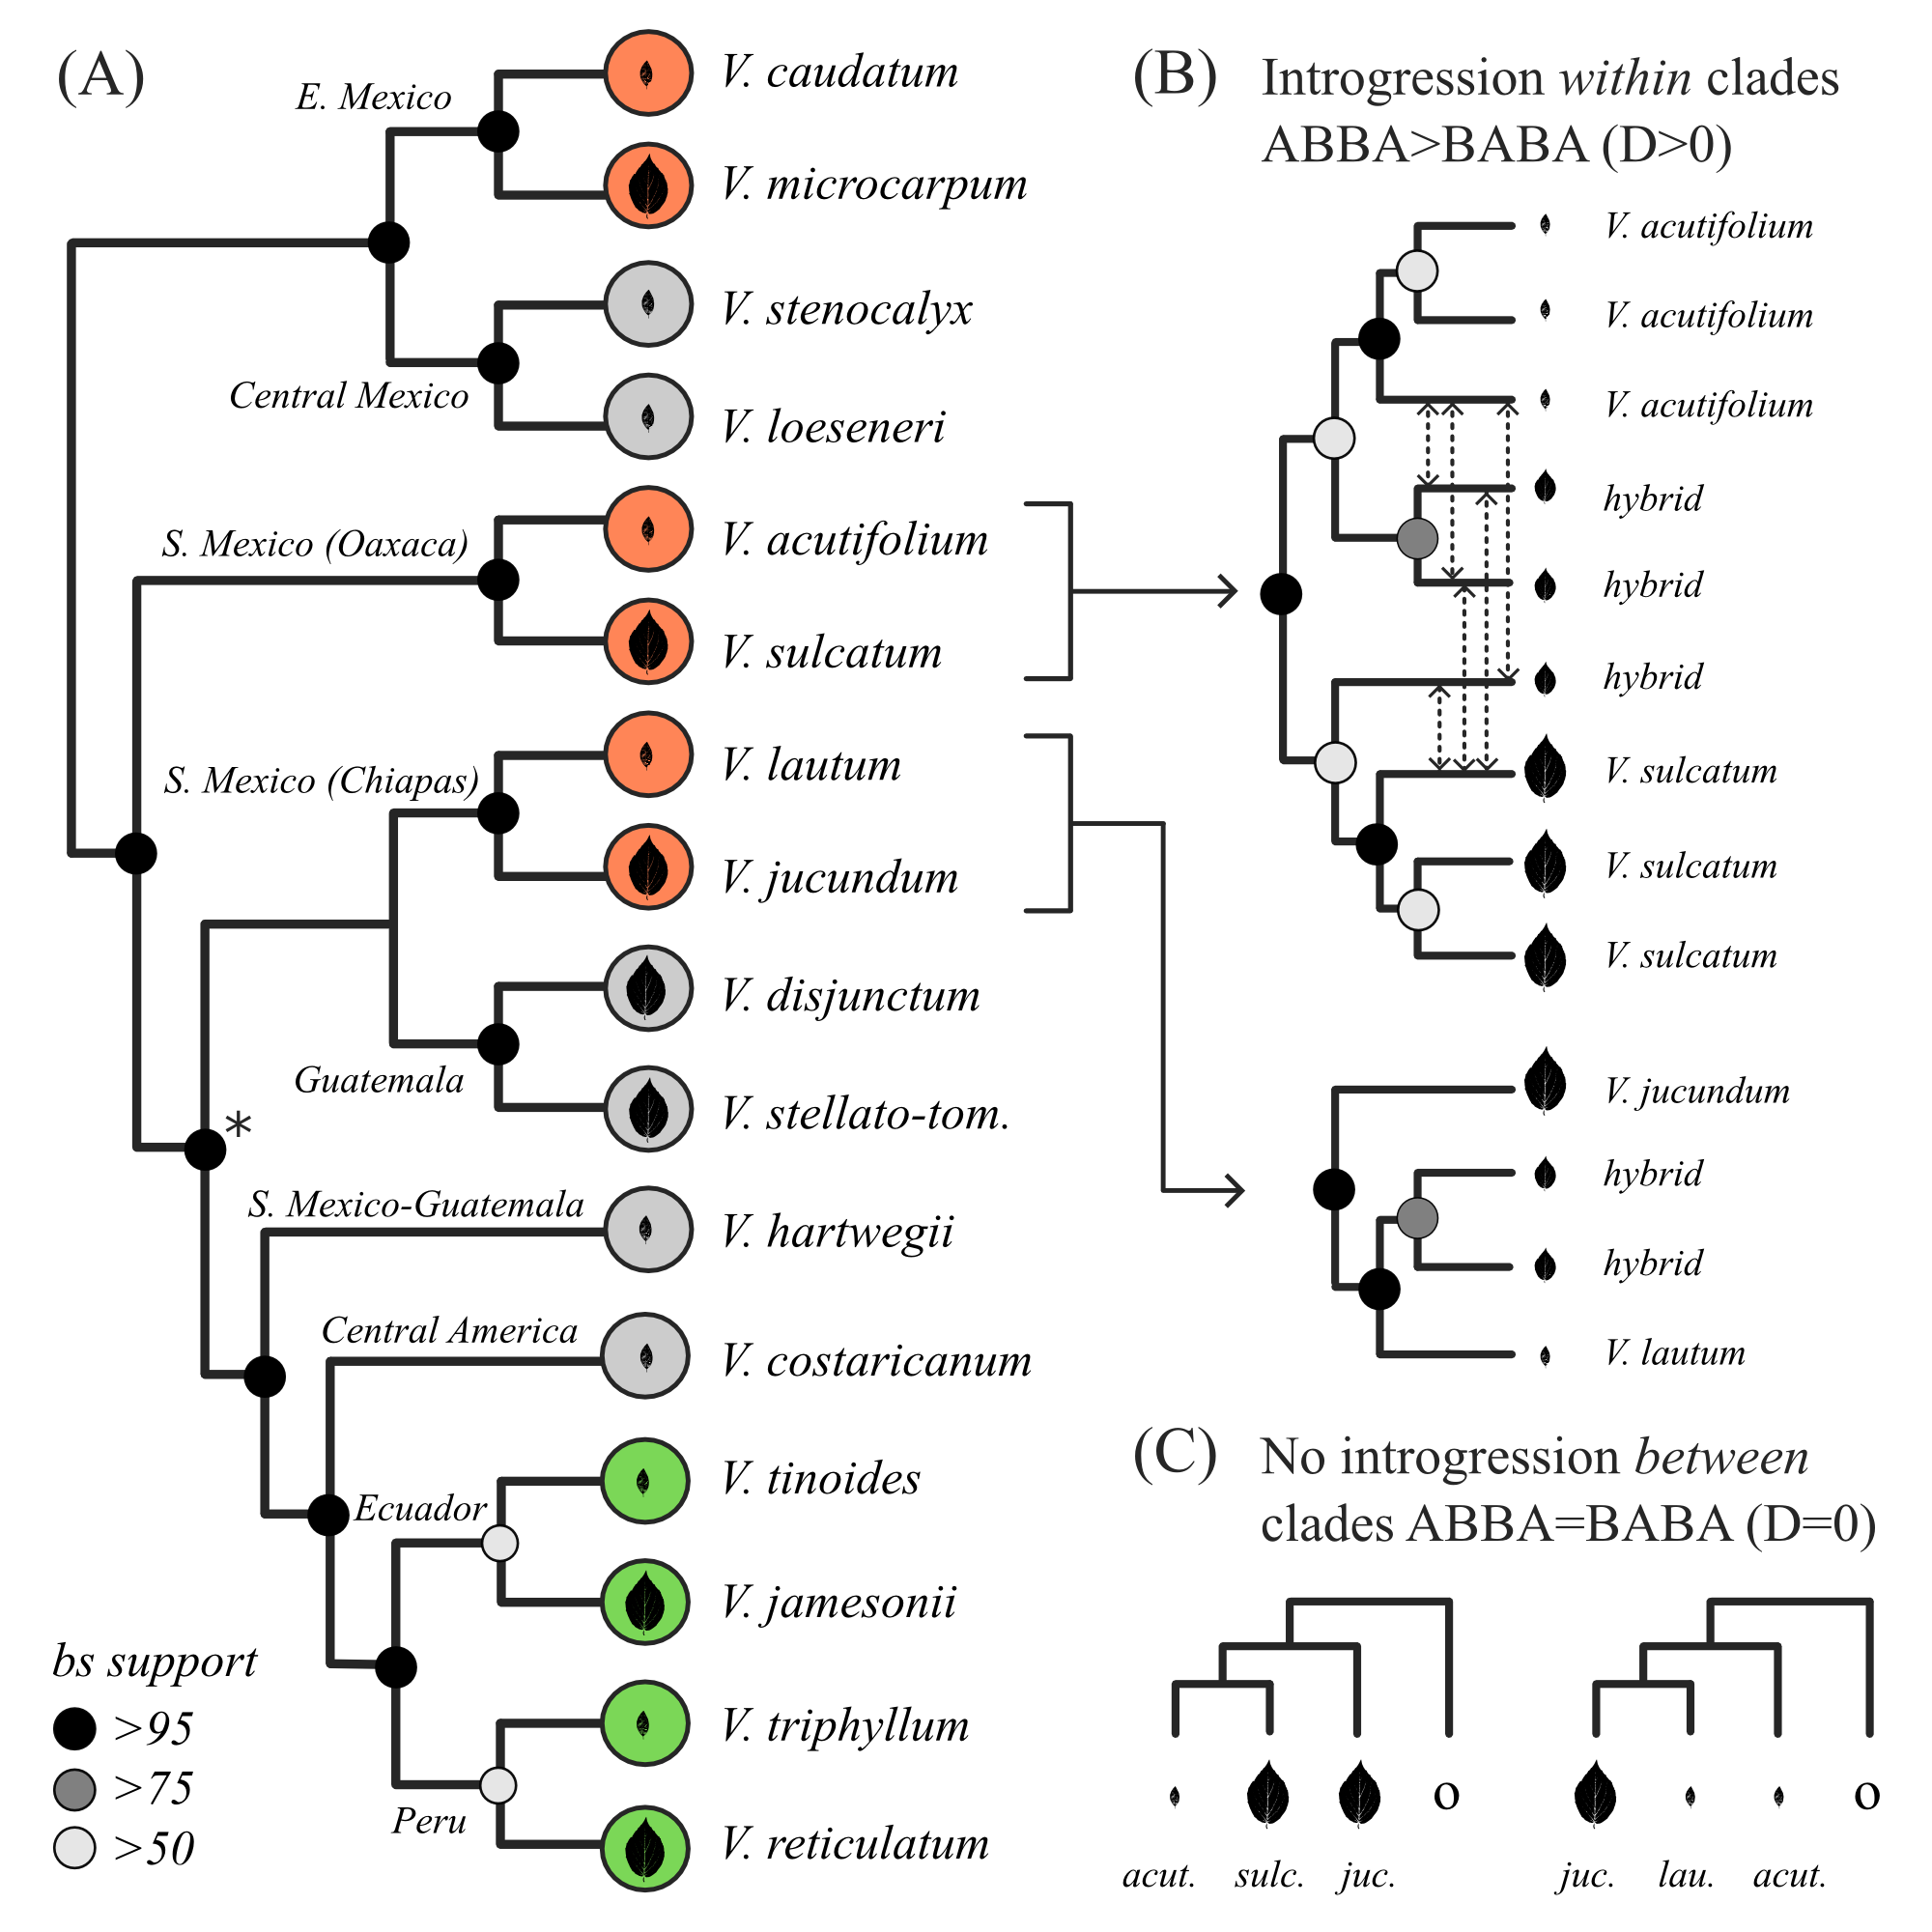 (A)
E. Mexico
V. caudatum
V. microcarpum
V. stenocalyx
Central Mexico
V. loeseneri
S. Mexico (Oaxaca)
V. acutifolium
V. sulcatum
S. Mexico (Chiapas)
V. lautum
V. jucundum
V. disjunctum
Guatemala
V. stellato-tom.
*
S. Mexico-Guatemala
V. hartwegii
Central America
V. costaricanum
V. tinoides
Ecuador
V. jamesonii
V. triphyllum
Peru
V. reticulatum
bs support
>95
>75
>50
(B) Introgression within clades
ABBA>BABA (D>0)
V. acutifolium
V. acutifolium
V. acutifolium
hybrid
hybrid
hybrid
V. sulcatum
V. sulcatum
V. sulcatum
V. jucundum
hybrid
hybrid
V. lautum
(C) No introgression between
clades ABBA=BABA (D=0)
o o
acut. sulc. juc. juc. lau. acut.